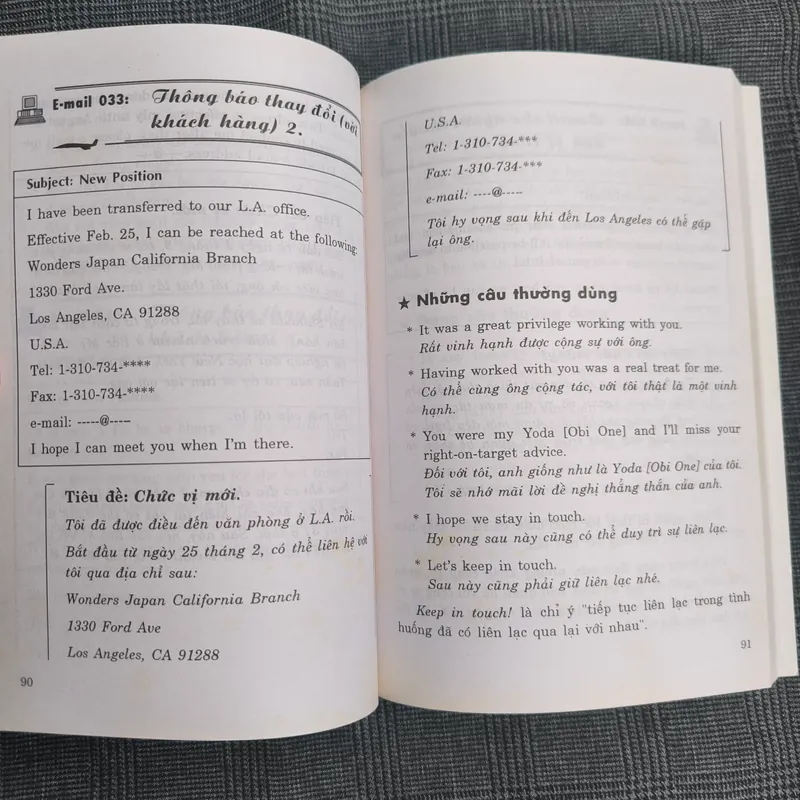 E-mail 033: Thông báo thay đổi (với
khách hàng) 2.
Subject: New Position
I have been transferred to our L.A. office.
Effective Feb. 25, I can be reached at the following:
Wonders Japan California Branch
1330 Ford Ave.
Los Angeles, CA 91288
U.S.A.
Tel: 1-310-734-****
Fax: 1-310-734-****
e-mail: -----@-----
I hope I can meet you when I'm there.
Tiêu đề: Chức vị mới.
Tôi đã được điều đến văn phòng ở L.A. rồi.
Bắt đầu từ ngày 25 tháng 2, có thể liên hệ với
tôi qua địa chỉ sau:
Wonders Japan California Branch
1330 Ford Ave
Los Angeles, CA 91288
90
U.S.A.
Tel: 1-310-734-***
Fax: 1-310-734-***
e-mail: ----@-----
Tôi hy vọng sau khi đến Los Angeles có thể gặp
lại ông.
★ Những câu thường dùng
* It was a great privilege working with you.
Rất vinh hạnh được cộng sự với ông.
* Having worked with you was a real treat for me.
Có thể cùng ông cộng tác, với tôi thật là một vinh
hạnh.
* You were my Yoda [Obi One] and I'll miss your
right-on-target advice.
Đối với tôi, anh giống như là Yoda [Obi One] của tôi.
Tôi sẽ nhớ mãi lời đề nghị thẳng thắn của anh.
* I hope we stay in touch.
Hy vọng sau này cũng có thể duy trì sự liên lạc.
* Let's keep in touch.
Sau này cũng phải giữ liên lạc nhé.
Keep in touch! là chỉ ý "tiếp tục liên lạc trong tình
huống đã có liên lạc qua lại với nhau".
91